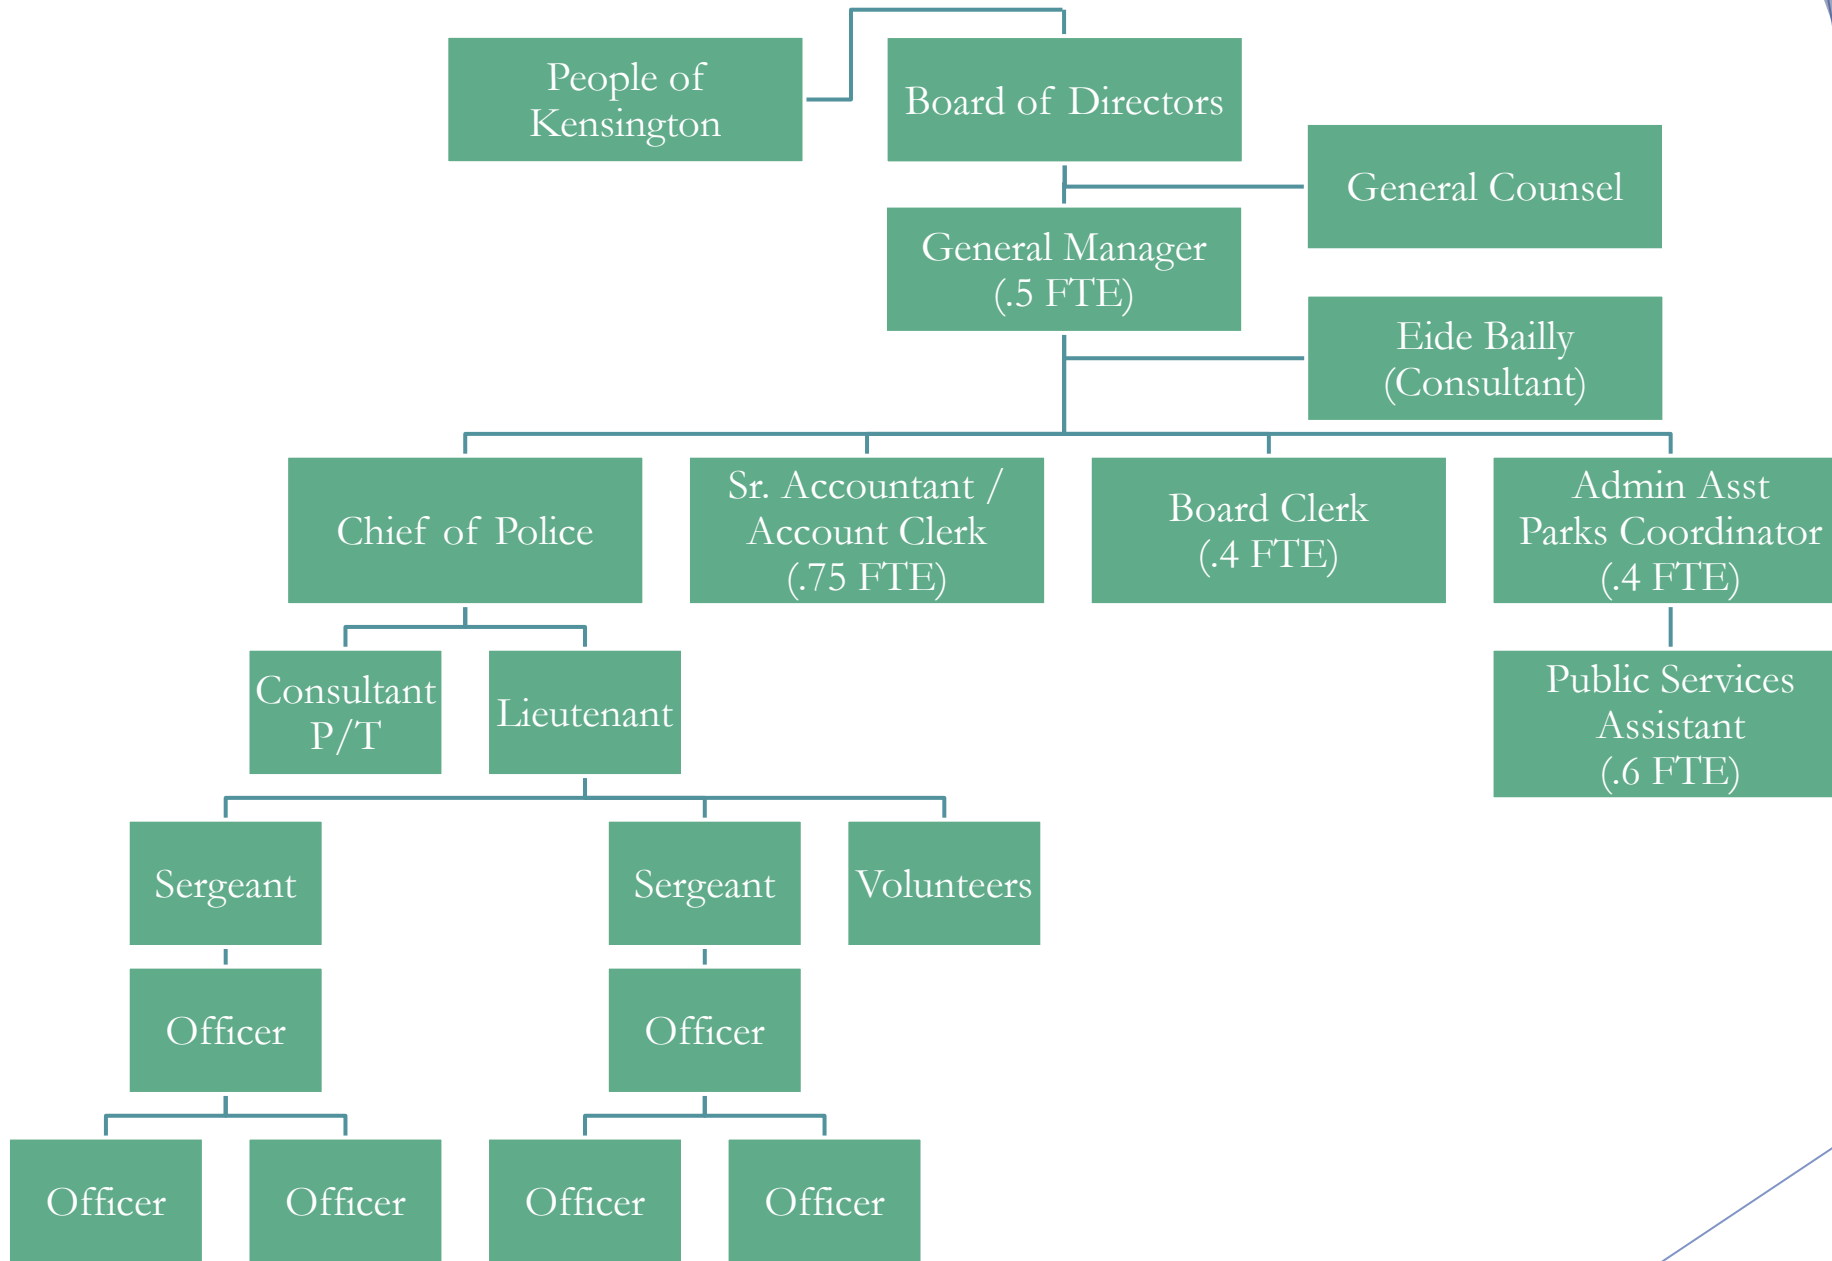 People of
Kensington
Board of Directors
General Counsel
General Manager
(.5 FTE)
Eide Bailly
(Consultant)
Chief of Police
Sr. Accountant /
Account Clerk
(.75 FTE)
Board Clerk
(.4 FTE)
Admin Asst
Parks Coordinator
(.4 FTE)
Consultant
P/T
Lieutenant
Public Services
Assistant
(.6 FTE)
Sergeant
Sergeant
Volunteers
Officer
Officer
Officer
Officer
Officer
Officer